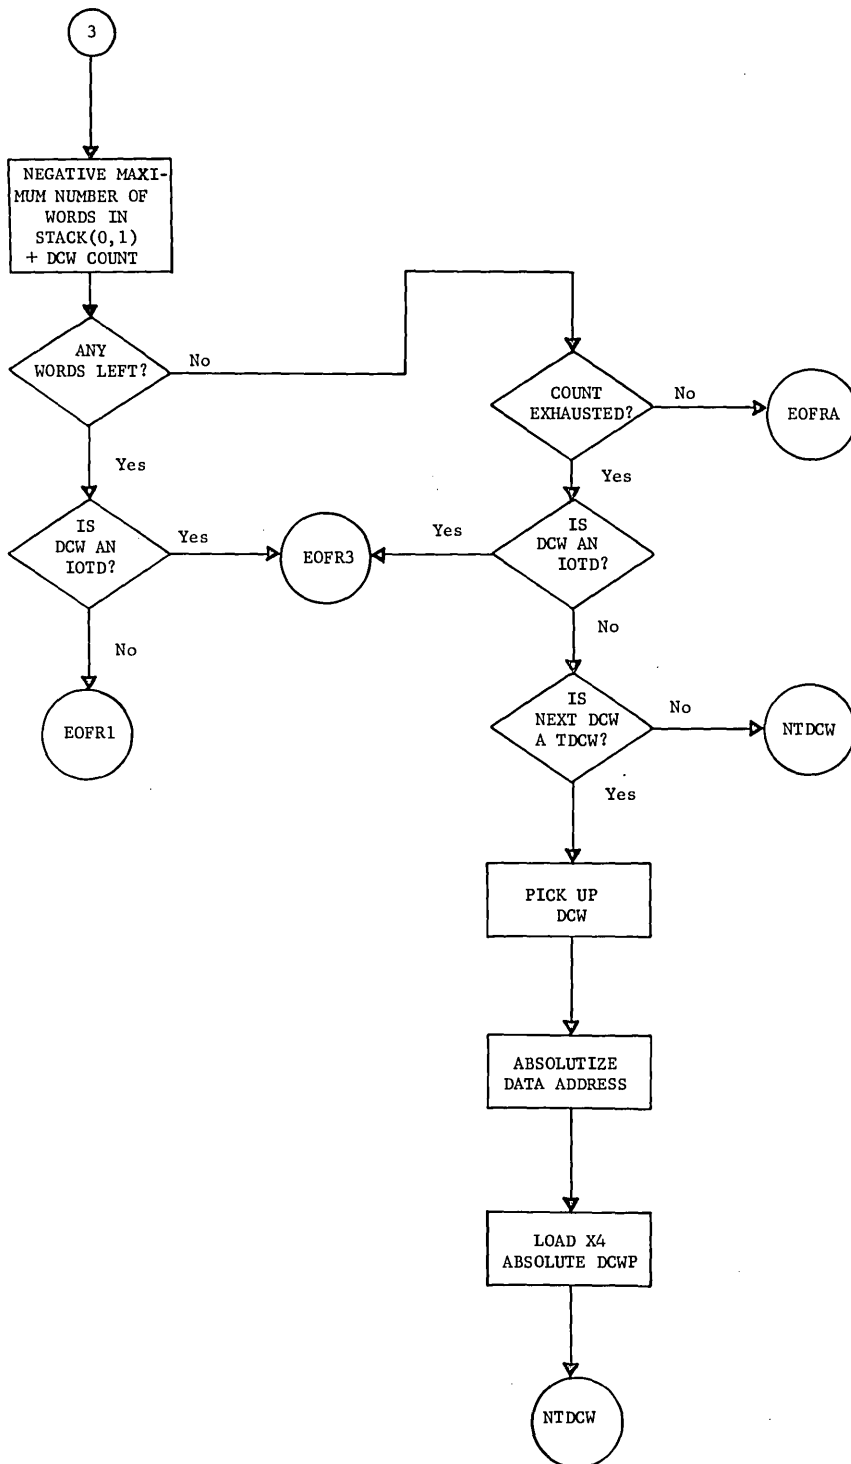 3
NEGATIVE MAXI-
MUM NUMBER OF
WORDS IN
STACK(0,1)
+ DCW COUNT
ANY
WORDS LEFT?
No
Yes
COUNT
EXHAUSTED?
No
EOFRA
Yes
IS
DCW AN
IOTD?
Yes
EOFR3
Yes
IS
DCW AN
IOTD?
No
EOFR1
No
IS
NEXT DCW
A TDCW?
No
NTDCW
Yes
PICK UP
DCW
ABSOLUTIZE
DATA ADDRESS
LOAD X4
ABSOLUTE DCWP
NTDCW